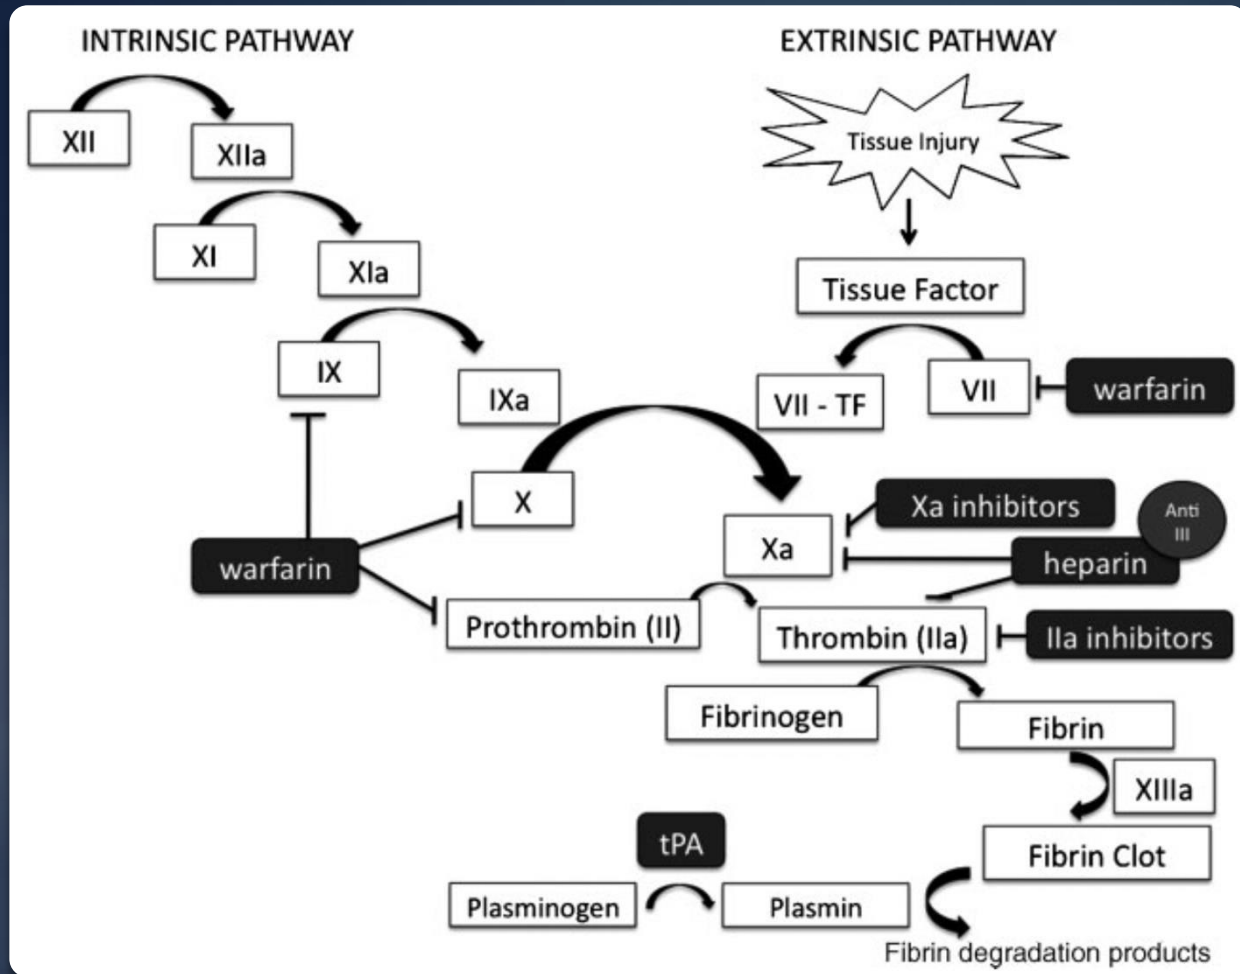 INTRINSIC PATHWAY
EXTRINSIC PATHWAY
XII
XIIa
Tissue Injury
XI
XIa
Tissue Factor
IX
IXa
VII - TF
VII
warfarin
X
Xa inhibitors
Anti
III
Xa
heparin
warfarin
Prothrombin (II)
Thrombin (IIa)
IIa inhibitors
Fibrinogen
Fibrin
XIIIa
tPA
Fibrin Clot
Plasminogen
Plasmin
Fibrin degradation products